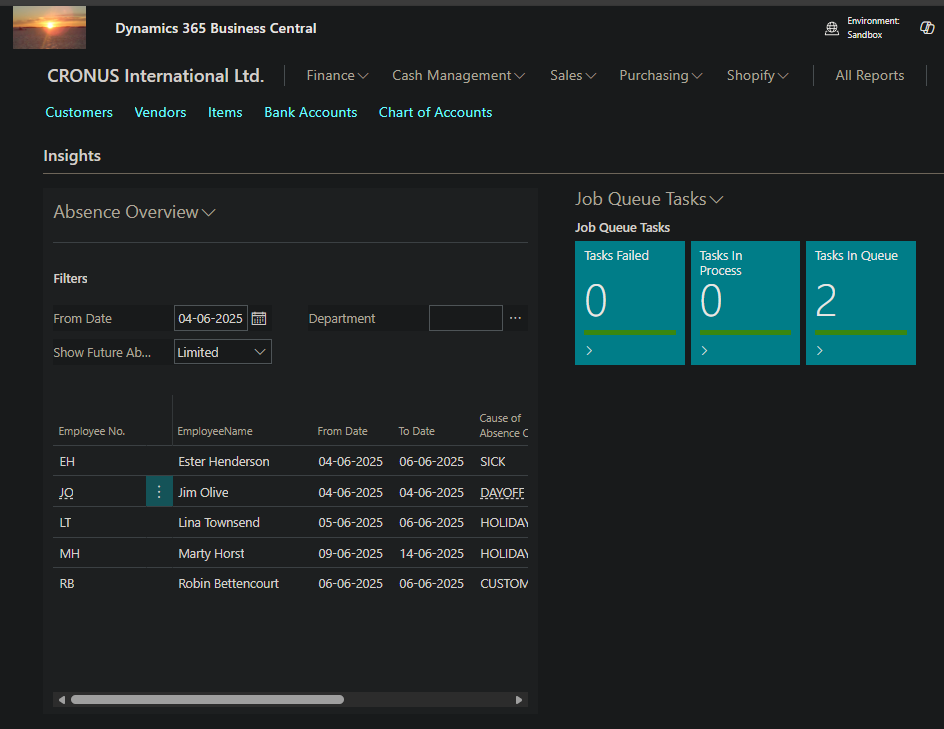 Dynamics 365 Business Central
Environment:
Sandbox
CRONUS International Ltd.
Finance
Cash Management
Sales
Purchasing
Shopify
All Reports
Customers
Vendors
Items
Bank Accounts
Chart of Accounts
Insights
Absence Overview
Filters
From Date
04-06-2025
Department
...
Show Future Ab...
Limited
Employee No. EmployeeName From Date To Date Cause of
Absence C
EH Ester Henderson 04-06-2025 06-06-2025 SICK
JO Jim Olive 04-06-2025 04-06-2025 DAYOFF
LT Lina Townsend 05-06-2025 06-06-2025 HOLIDAY
MH Marty Horst 09-06-2025 14-06-2025 HOLIDAY
RB Robin Bettencourt 06-06-2025 06-06-2025 CUSTOM
Job Queue Tasks
Job Queue Tasks
Tasks Failed
0
Tasks In
Process
0
Tasks In Queue
2